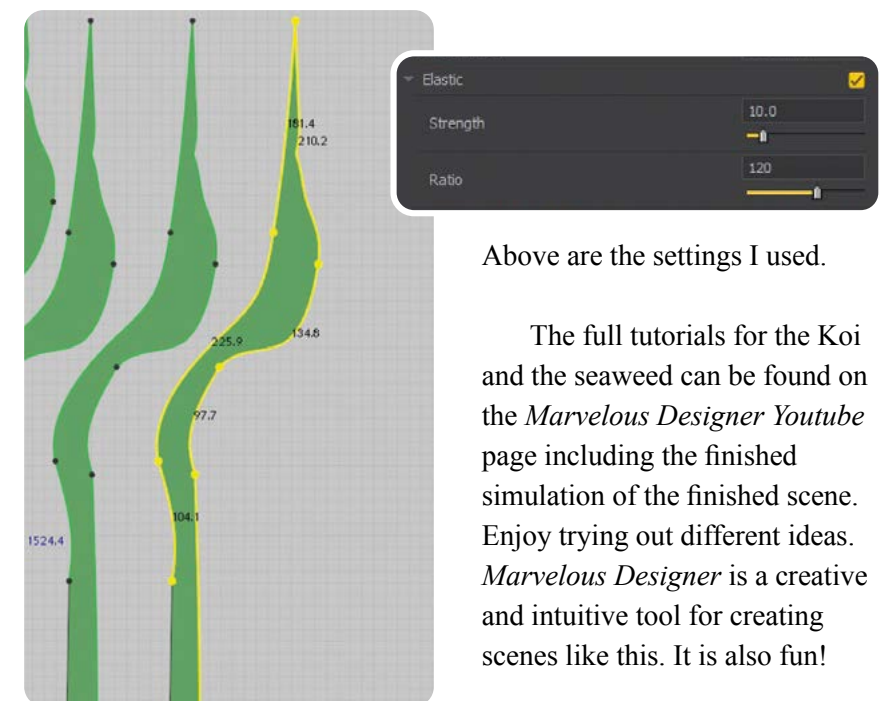 181.4
210.2
134.8
225.9
97.7
104.1
1524.4
Elastic
Strength
10.0
Ratio
120
Above are the settings I used.
The full tutorials for the Koi
and the seaweed can be found on
the Marvelous Designer Youtube
page including the finished
simulation of the finished scene.
Enjoy trying out different ideas.
Marvelous Designer is a creative
and intuitive tool for creating
scenes like this. It is also fun!